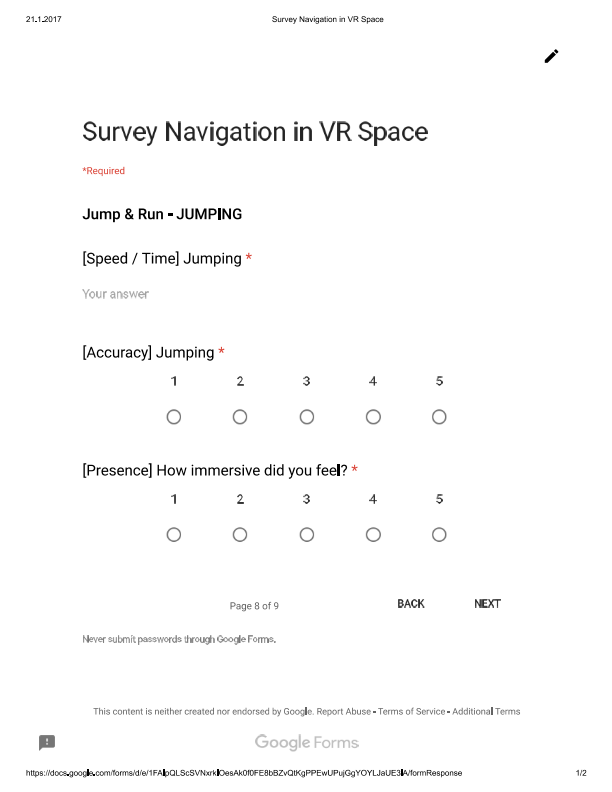 21.1.2017 Survey Navigation in VR Space
Survey Navigation in VR Space
*Required
Jump & Run - JUMPING
[Speed / Time] Jumping *
Your answer
[Accuracy] Jumping *
1 2 3 4 5
[Presence] How immersive did you feel? *
1 2 3 4 5
Page 8 of 9 BACK NEXT
Never submit passwords through Google Forms.
This content is neither created nor endorsed by Google. Report Abuse - Terms of Service - Additional Terms
Google Forms
https://docs.google.com/forms/d/e/1FAIpQLScSVNxrklOesAk0f0FE8bBZvQtKgPPEwUPujGgYOYLJaUE3lA/formResponse 1/2